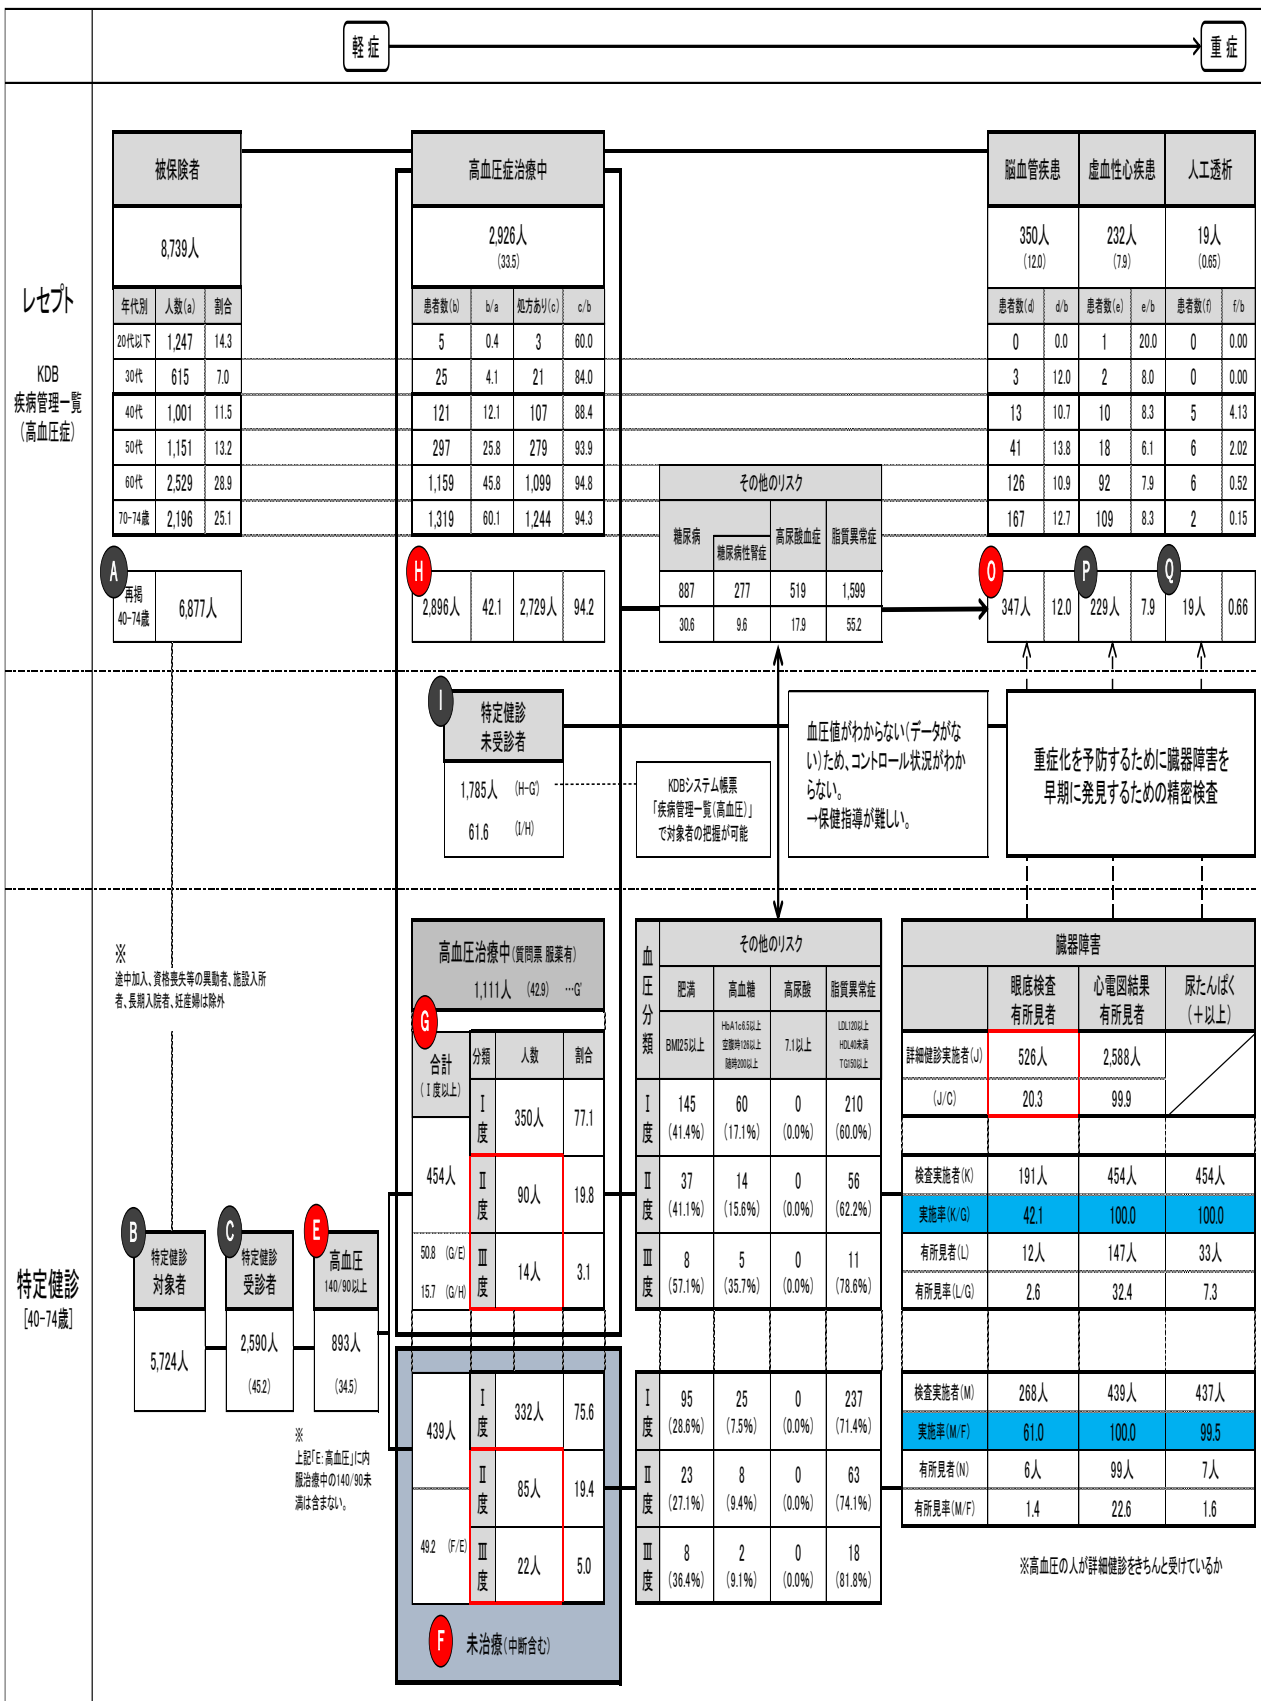 軽症
重症
レセプト
KDB
疾病管理一覧
(高血圧症)
被保険者
8,739人
年代別 人数(a) 割合
20代以下 1,247 14.3
30代 615 7.0
40代 1,001 11.5
50代 1,151 13.2
60代 2,529 28.9
70-74歳 2,196 25.1
A
再掲
40-74歳
6,877人
高血圧症治療中
2,926人
(33.5)
患者数(b) b/a 処方あり(c) c/b
5 0.4 3 60.0
25 4.1 21 84.0
121 12.1 107 88.4
297 25.8 279 93.9
1,159 45.8 1,099 94.8
1,319 60.1 1,244 94.3
H
2,896人 42.1 2,729人 94.2
その他のリスク
糖尿病 糖尿病性腎症 高尿酸血症 脂質異常症
887 277 519 1,599
30.6 9.6 17.9 55.2
脳血管疾患 虚血性心疾患 人工透析
350人 232人 19人
(12.0) (7.9) (0.65)
患者数(d) d/b 患者数(e) e/b 患者数(f) f/b
0 0.0 1 20.0 0 0.00
3 12.0 2 8.0 0 0.00
13 10.7 10 8.3 5 4.13
41 13.8 18 6.1 6 2.02
126 10.9 92 7.9 6 0.52
167 12.7 109 8.3 2 0.15
O P Q
347人 12.0 229人 7.9 19人 0.66
I
特定健診
未受診者
1,785人 (H-G')
61.6 (I/H)
KDBシステム帳票
「疾病管理一覧(高血圧)」
で対象者の把握が可能
血圧値がわからない(データがな
い)ため、コントロール状況がわか
らない。
→保健指導が難しい。
重症化を予防するために臓器障害を
早期に発見するための精密検査
特定健診
[40-74歳]
※
途中加入、資格喪失等の異動者、施設入所
者、長期入院者、妊産婦は除外
B
特定健診
対象者
5,724人
C
特定健診
受診者
2,590人
(45.2)
E
高血圧
140/90以上
893人
(34.5)
※
上記「E:高血圧」に内
服治療中の140/90未
満は含まない。
高血圧治療中(質問票 服薬有)
1,111人 (42.9) …G'
G
合計
(Ⅰ度以上)
分類 人数 割合
454人
50.8 (G/E)
15.7 (G/H)
Ⅰ度 350人 77.1
Ⅱ度 90人 19.8
Ⅲ度 14人 3.1
439人
49.2 (F/E)
Ⅰ度 332人 75.6
Ⅱ度 85人 19.4
Ⅲ度 22人 5.0
F
未治療(中断含む)
血圧分類
その他のリスク
肥満 高血糖 高尿酸 脂質異常症
BMI25以上
HbA1c6.5以上
空腹時126以上
随時200以上
7.1以上
LDL120以上
HDL40未満
TG150以上
Ⅰ度 145 60 0 210
(41.4%) (17.1%) (0.0%) (60.0%)
Ⅱ度 37 14 0 56
(41.1%) (15.6%) (0.0%) (62.2%)
Ⅲ度 8 5 0 11
(57.1%) (35.7%) (0.0%) (78.6%)
Ⅰ度 95 25 0 237
(28.6%) (7.5%) (0.0%) (71.4%)
Ⅱ度 23 8 0 63
(27.1%) (9.4%) (0.0%) (74.1%)
Ⅲ度 8 2 0 18
(36.4%) (9.1%) (0.0%) (81.8%)
臓器障害
眼底検査 心電図結果 尿たんぱく
有所見者 有所見者 (+以上)
詳細健診実施者(J) 526人 2,588人
(J/C) 20.3 99.9
検査実施者(K) 191人 454人 454人
実施率(K/G) 42.1 100.0 100.0
有所見者(L) 12人 147人 33人
有所見率(L/G) 2.6 32.4 7.3
検査実施者(M) 268人 439人 437人
実施率(M/F) 61.0 100.0 99.5
有所見者(N) 6人 99人 7人
有所見率(M/F) 1.4 22.6 1.6
※高血圧の人が詳細健診をきちんと受けているか